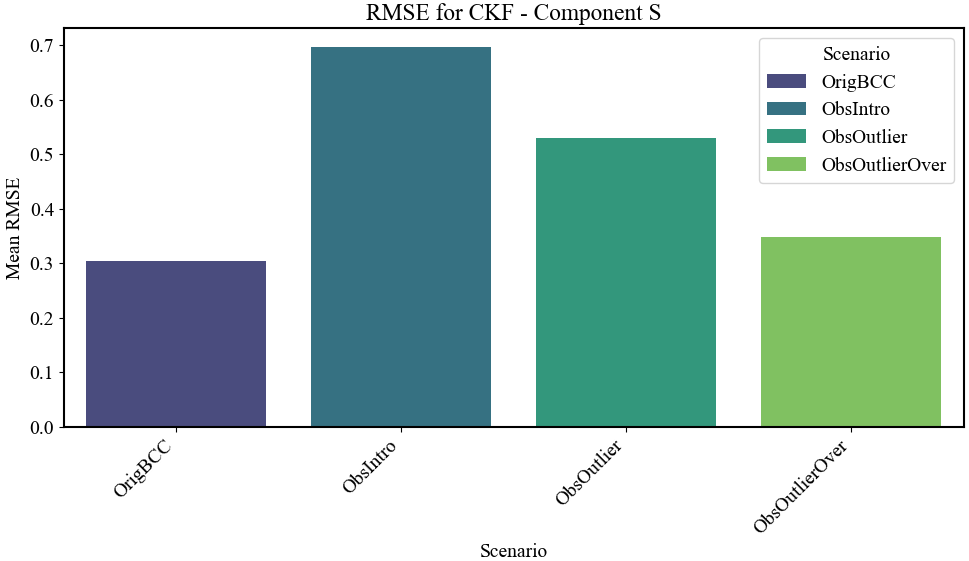 RMSE for CKF - Component S
Mean RMSE
0.7
0.6
0.5
0.4
0.3
0.2
0.1
0.0
Scenario
OrigBCC
ObsIntro
ObsOutlier
ObsOutlierOver
OrigBCC
ObsIntro
ObsOutlier
ObsOutlierOver
Scenario